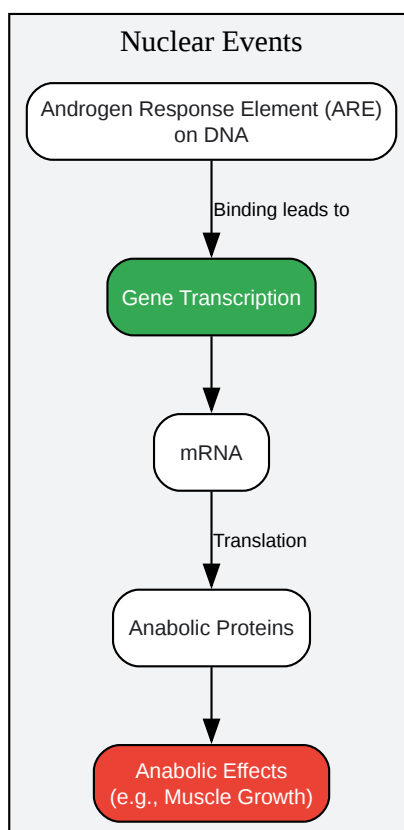 Nuclear Events
Androgen Response Element (ARE)
on DNA
Binding leads to
Gene Transcription
mRNA
Translation
Anabolic Proteins
Anabolic Effects
(e.g., Muscle Growth)